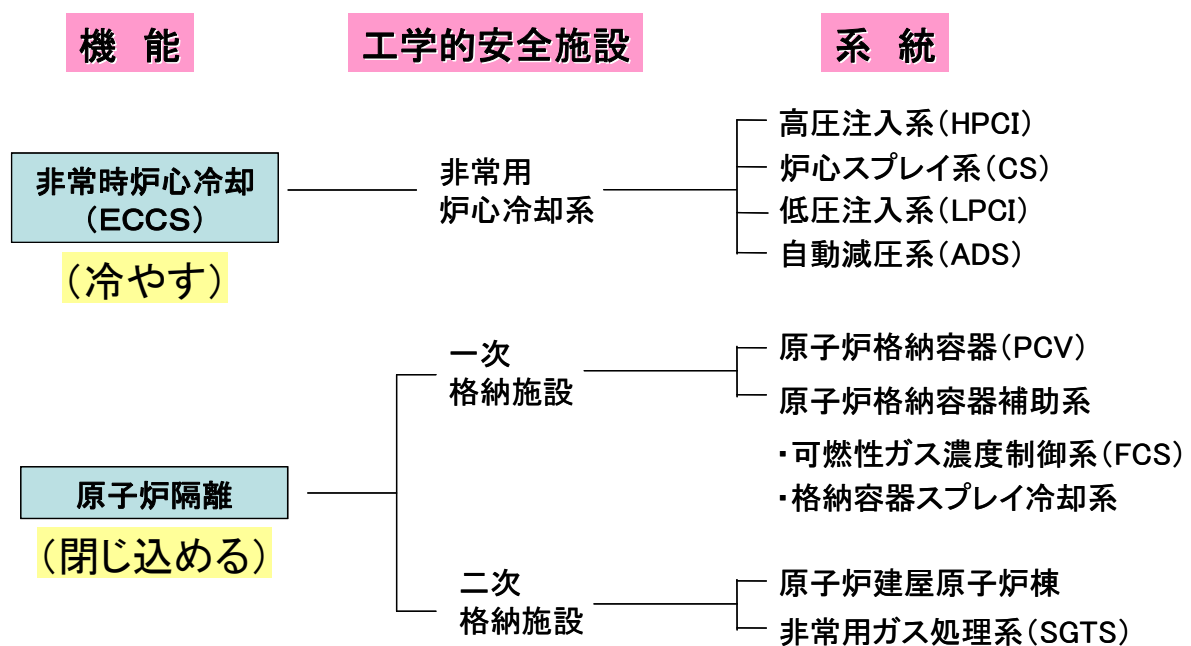 機 能
工学的安全施設
系 統
非常時炉心冷却
(ECCS)
(冷やす)
非常用
炉心冷却系
高圧注入系(HPCI)
炉心スプレイ系(CS)
低圧注入系(LPCI)
自動減圧系(ADS)
原子炉隔離
(閉じ込める)
一次
格納施設
原子炉格納容器(PCV)
原子炉格納容器補助系
・可燃性ガス濃度制御系(FCS)
・格納容器スプレイ冷却系
二次
格納施設
原子炉建屋原子炉棟
非常用ガス処理系(SGTS)